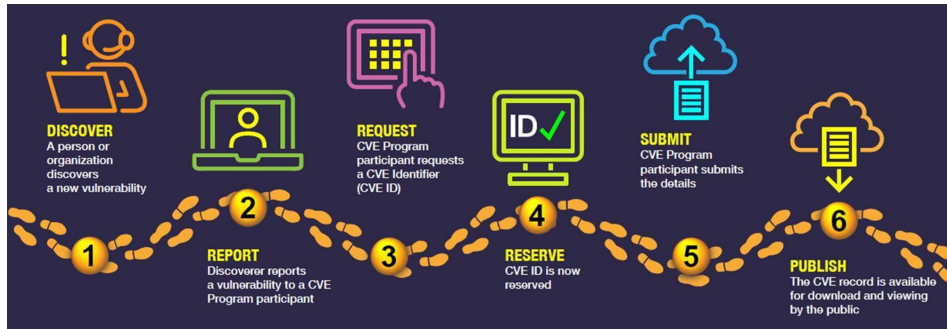 !
DISCOVER
A person or
organization
discovers
a new vulnerability
1
2
REPORT
Discoverer reports
a vulnerability to a CVE
Program participant
REQUEST
CVE Program
participant requests
a CVE Identifier
(CVE ID)
3
ID
4
RESERVE
CVE ID is now
reserved
SUBMIT
CVE Program
participant submits
the details
5
6
PUBLISH
The CVE record is available
for download and viewing
by the public